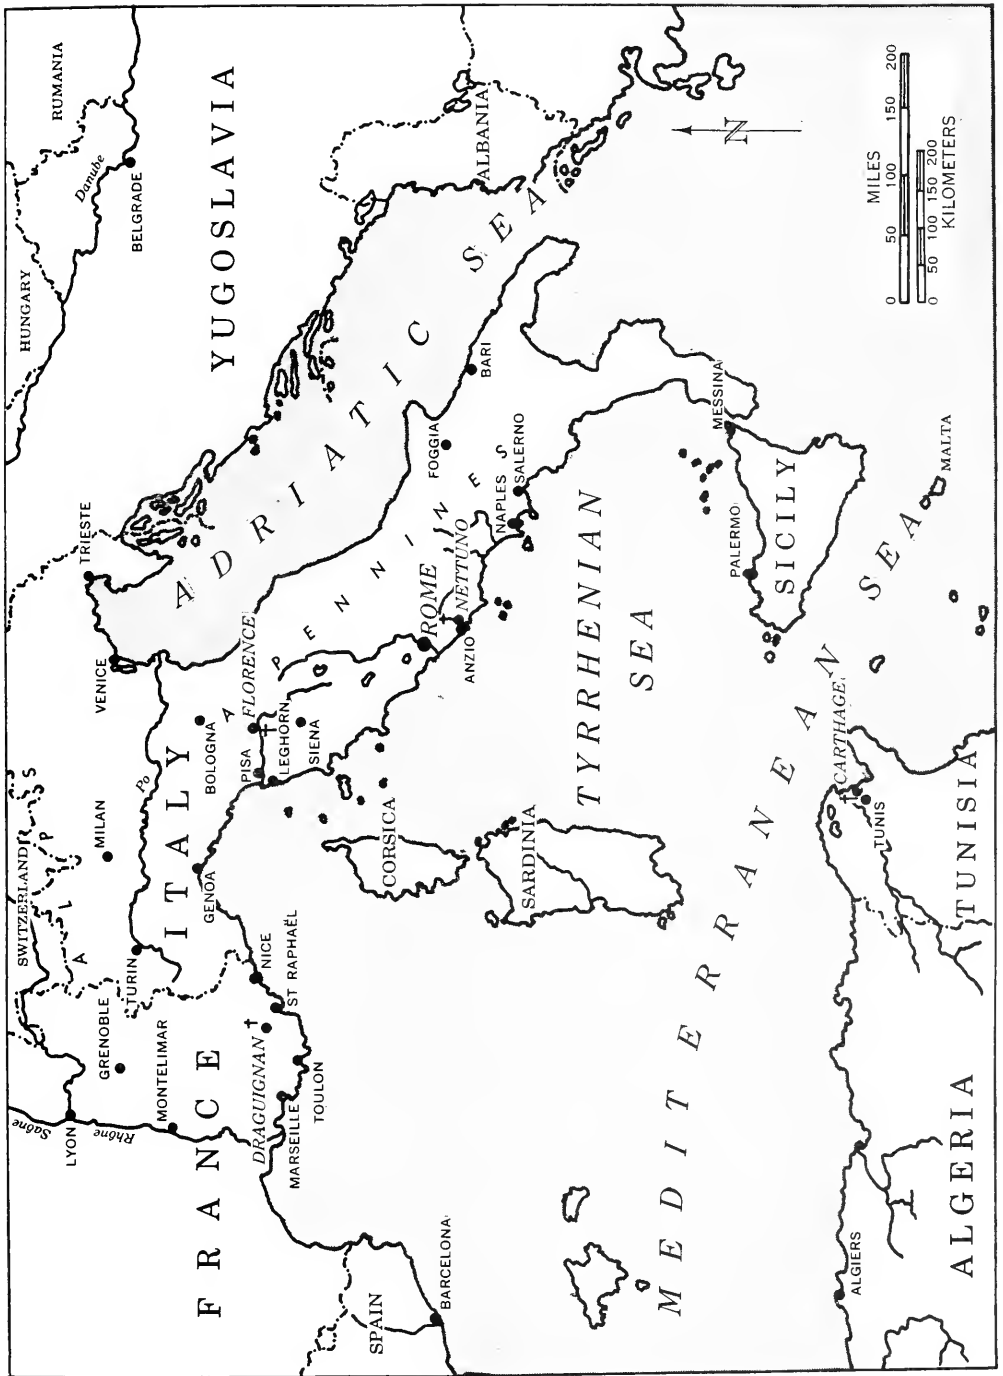 FRANCE
SPAIN
BARCELONA
Saône
LYON
Rhône
MONTELIMAR
GRENOBLE
DRAGUIGNAN
MARSEILLE
TOULON
ST RAPHAËL
NICE
SWITZERLAND
ALPS
TURIN
MILAN
Po
ITALY
GENOA
VENICE
TRIESTE
BOLOGNA
PISA
FLORENCE
LEGHORN
SIENA
APENNINES
ROME
NETTUNO
ANZIO
FOGGIA
NAPLES
SALERNO
BARI
HUNGARY
RUMANIA
Danube
BELGRADE
YUGOSLAVIA
ALBANIA
ADRIATIC SEA
CORSICA
SARDINIA
TYRRHENIAN
SEA
MESSINA
PALERMO
SICILY
MALTA
MEDITERRANEAN SEA
CARTHAGE
TUNIS
TUNISIA
ALGIERS
ALGERIA
N
MILES
0 50 100 150 200
0 50 100 150 200
KILOMETERS